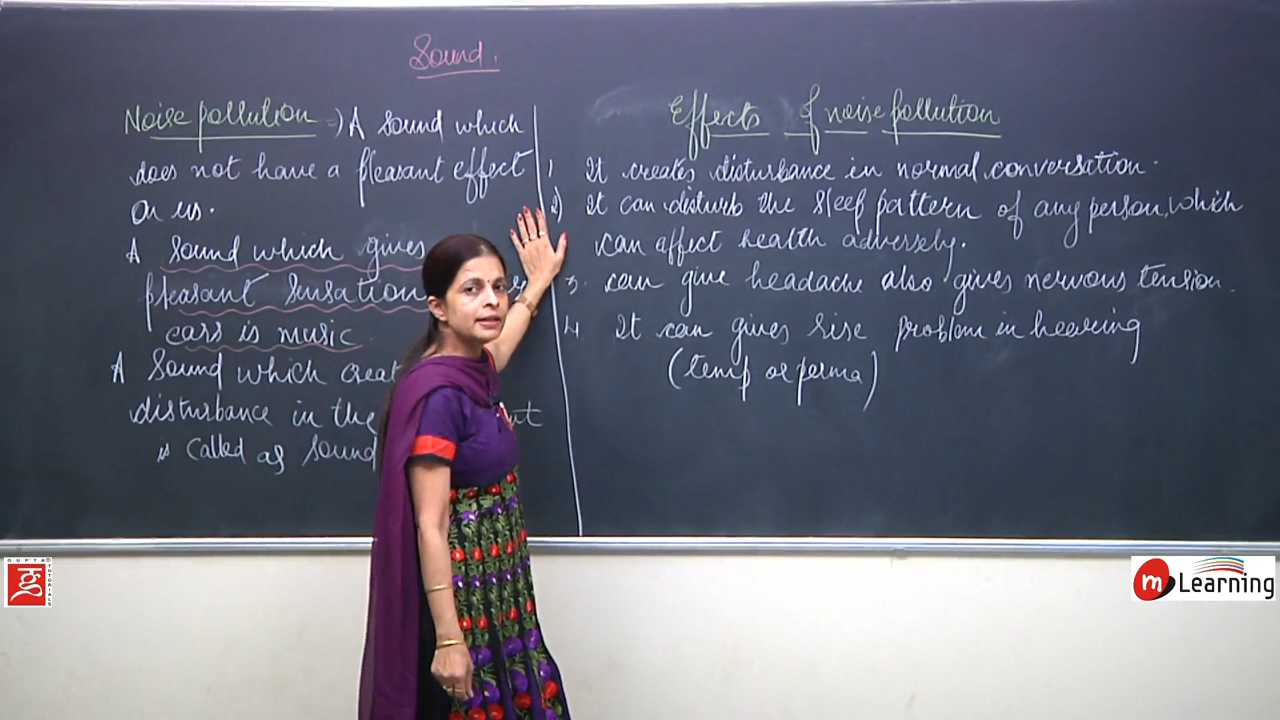 Sound.
Noise pollution → A sound which
does not have a pleasant effect
on us.
A sound which gives
pleasant sensation
ears is music
A sound which creat
disturbance in the
is called as sound
Effects of noise pollution
1 It creates disturbance in normal conversation.
2) It can disturb the sleep pattern of any person, which
can affect health adversely.
3. can give headache also gives nervous tension.
4. It can gives rise problem in hearing
(temp or perma)
GUPTA TUTORIALS
m Learning